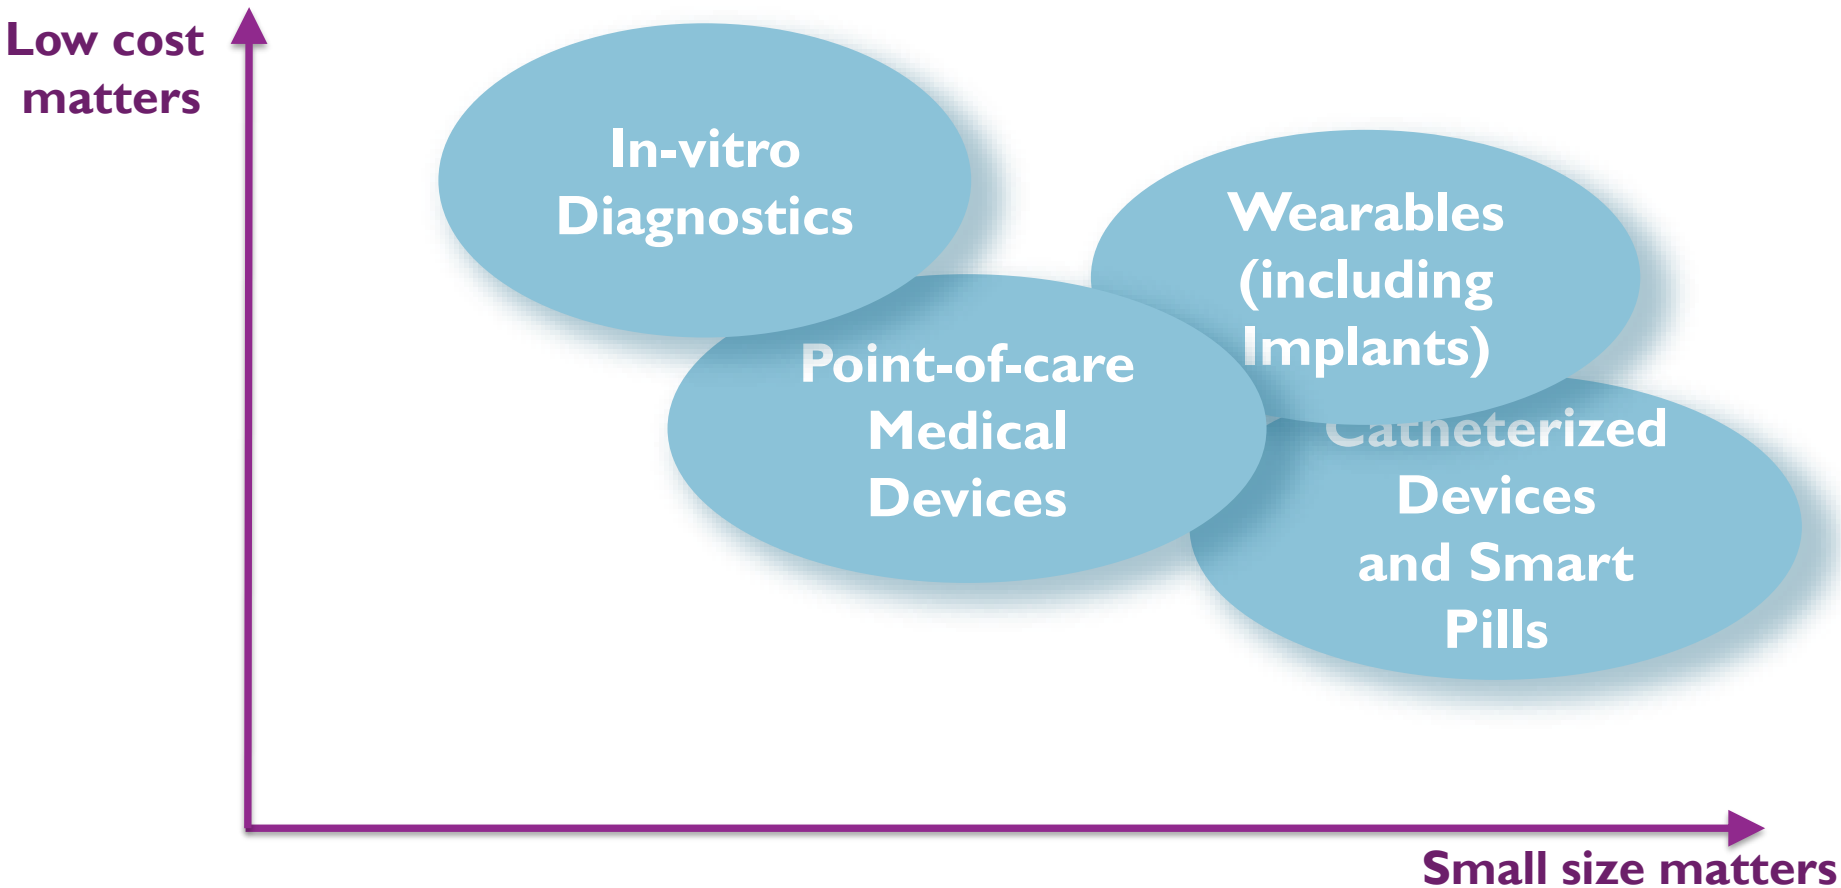 Low cost
matters
In-vitro
Diagnostics
Wearables
(including
Implants)
Point-of-care
Medical
Devices
Catheterized
Devices
and Smart
Pills
Small size matters